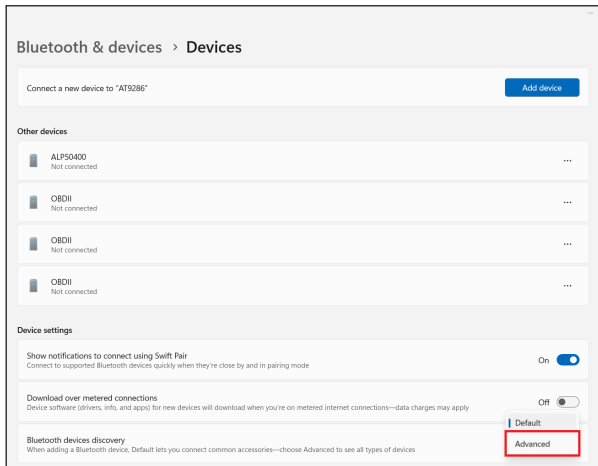 Bluetooth & devices > Devices
Connect a new device to "AT9286"
Add device
Other devices
ALP50400
Not connected
...
OBDII
Not connected
...
OBDII
Not connected
...
OBDII
Not connected
...
Device settings
Show notifications to connect using Swift Pair
Connect to supported Bluetooth devices quickly when they're close by and in pairing mode
On
Download over metered connections
Device software (drivers, info, and apps) for new devices will download when you're on metered internet connections—data charges may apply
Off
Default
Bluetooth devices discovery
When adding a Bluetooth device, Default lets you connect common accessories—choose Advanced to see all types of devices
Advanced